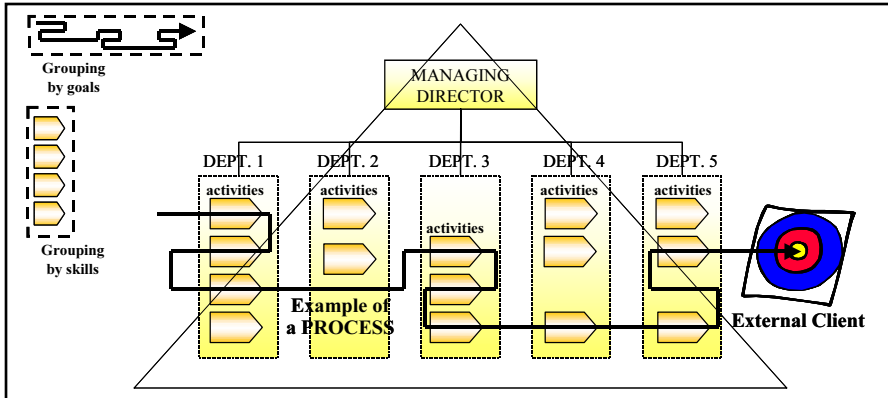 Grouping
by goals
MANAGING
DIRECTOR
DEPT. 1
DEPT. 2
DEPT. 3
DEPT. 4
DEPT. 5
activities
activities
activities
activities
activities
Grouping
by skills
Example of
a PROCESS
External Client